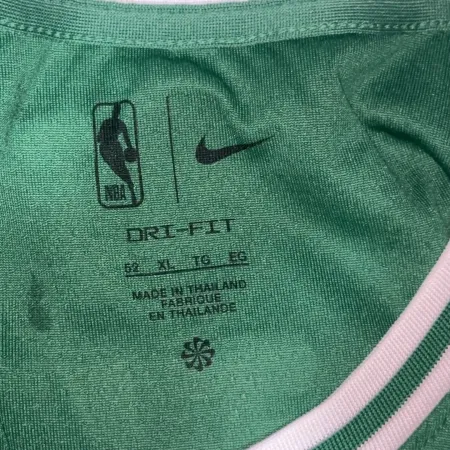 NBA
DRI-FIT
52 XL TG EG
MADE IN THAILAND
FABRIQUE
EN THAILANDE